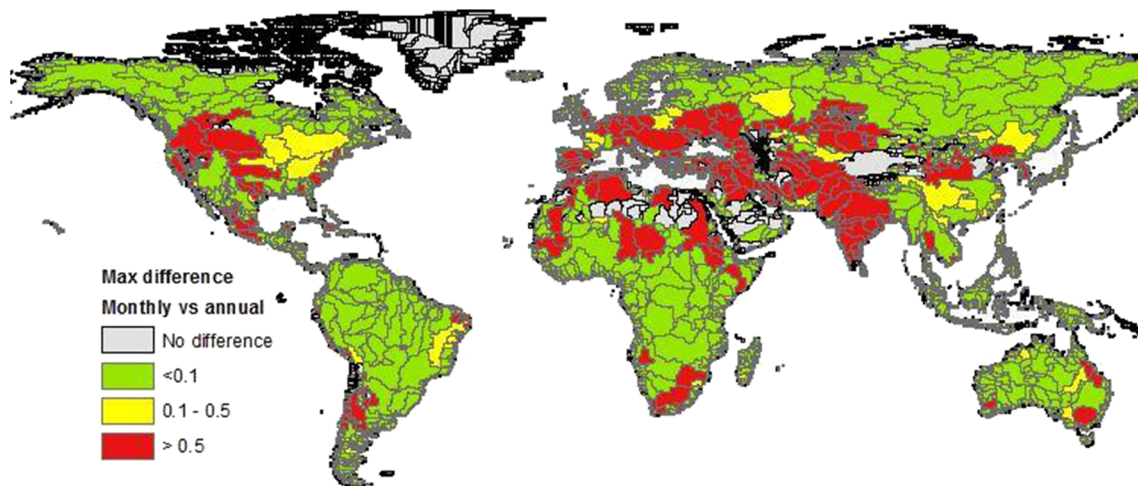 Max difference
Monthly vs annual
No difference
<0.1
0.1 - 0.5
> 0.5